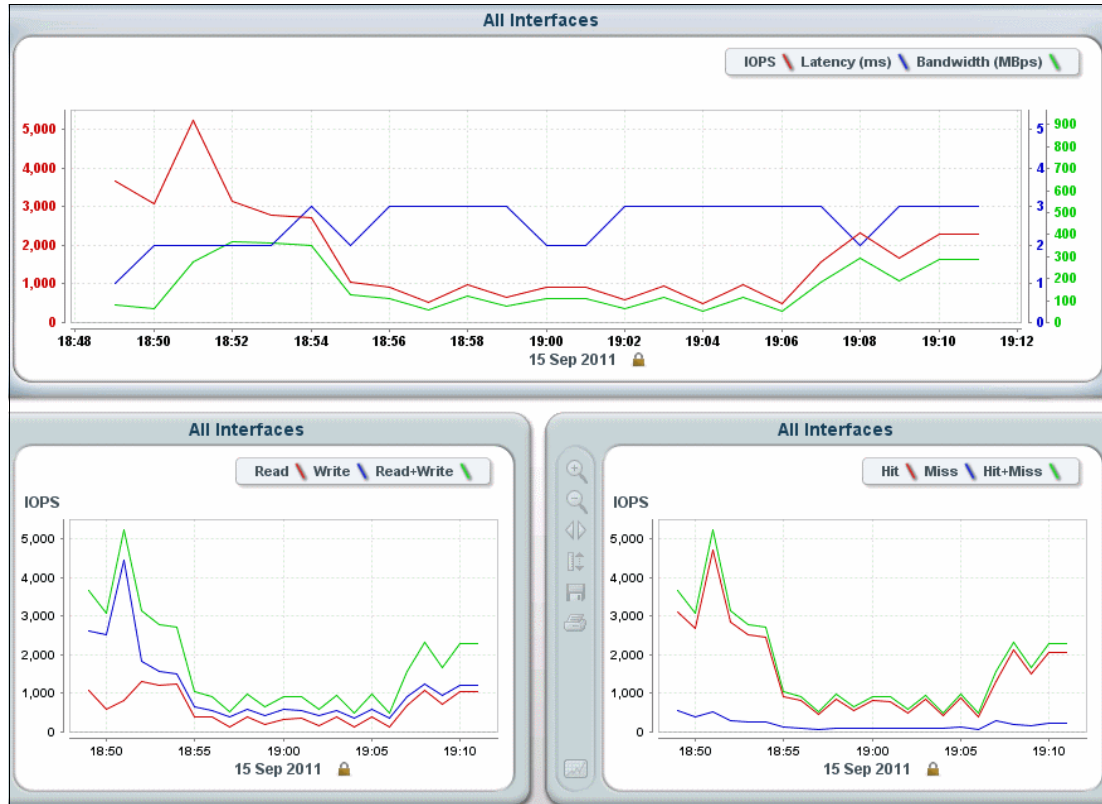 All Interfaces
IOPS Latency (ms) Bandwidth (MBps)
5,000 5 900
800
4,000 4 700
600
3,000 3 500
400
2,000 2 300
1,000 1 200
100
0 0 0
18:48 18:50 18:52 18:54 18:56 18:58 19:00 19:02 19:04 19:06 19:08 19:10 19:12
15 Sep 2011
All Interfaces
Read Write Read+Write
IOPS
5,000
4,000
3,000
2,000
1,000
0
18:50 18:55 19:00 19:05 19:10
15 Sep 2011
All Interfaces
Hit Miss Hit+Miss
IOPS
5,000
4,000
3,000
2,000
1,000
0
18:50 18:55 19:00 19:05 19:10
15 Sep 2011